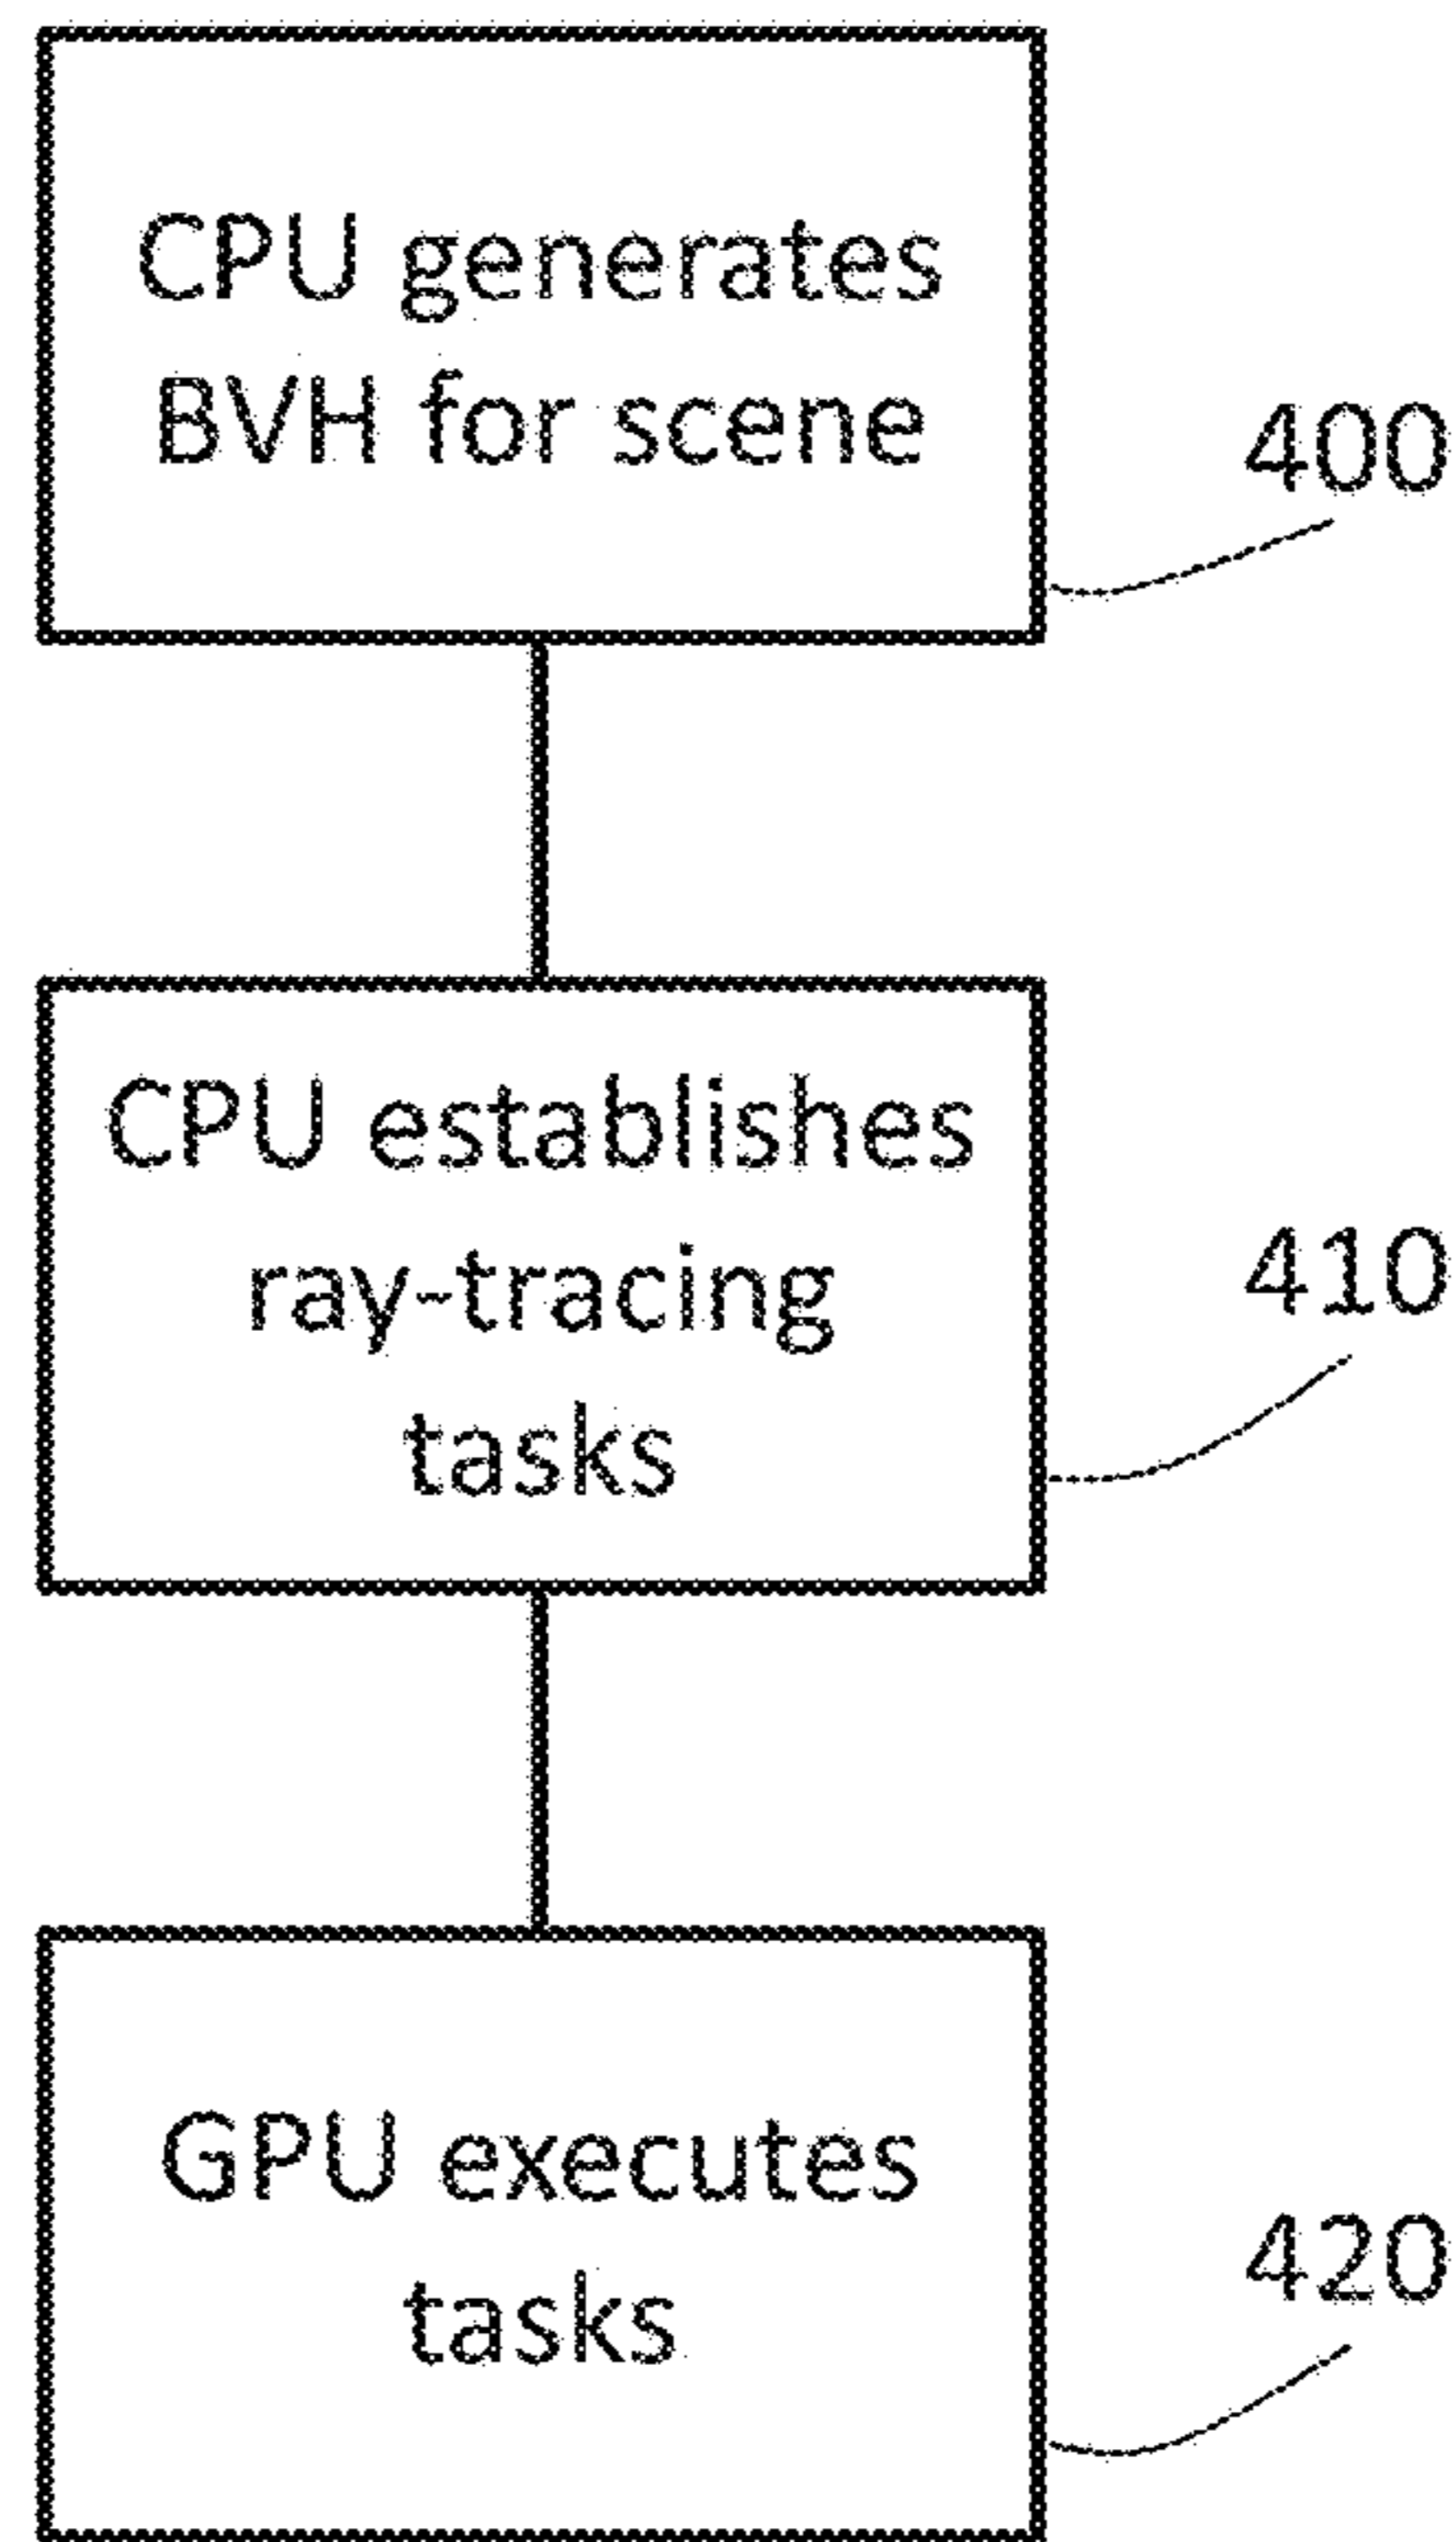 CPU generates
BVH for scene
400
CPU establishes
ray-tracing
tasks
410
GPU executes
tasks
420